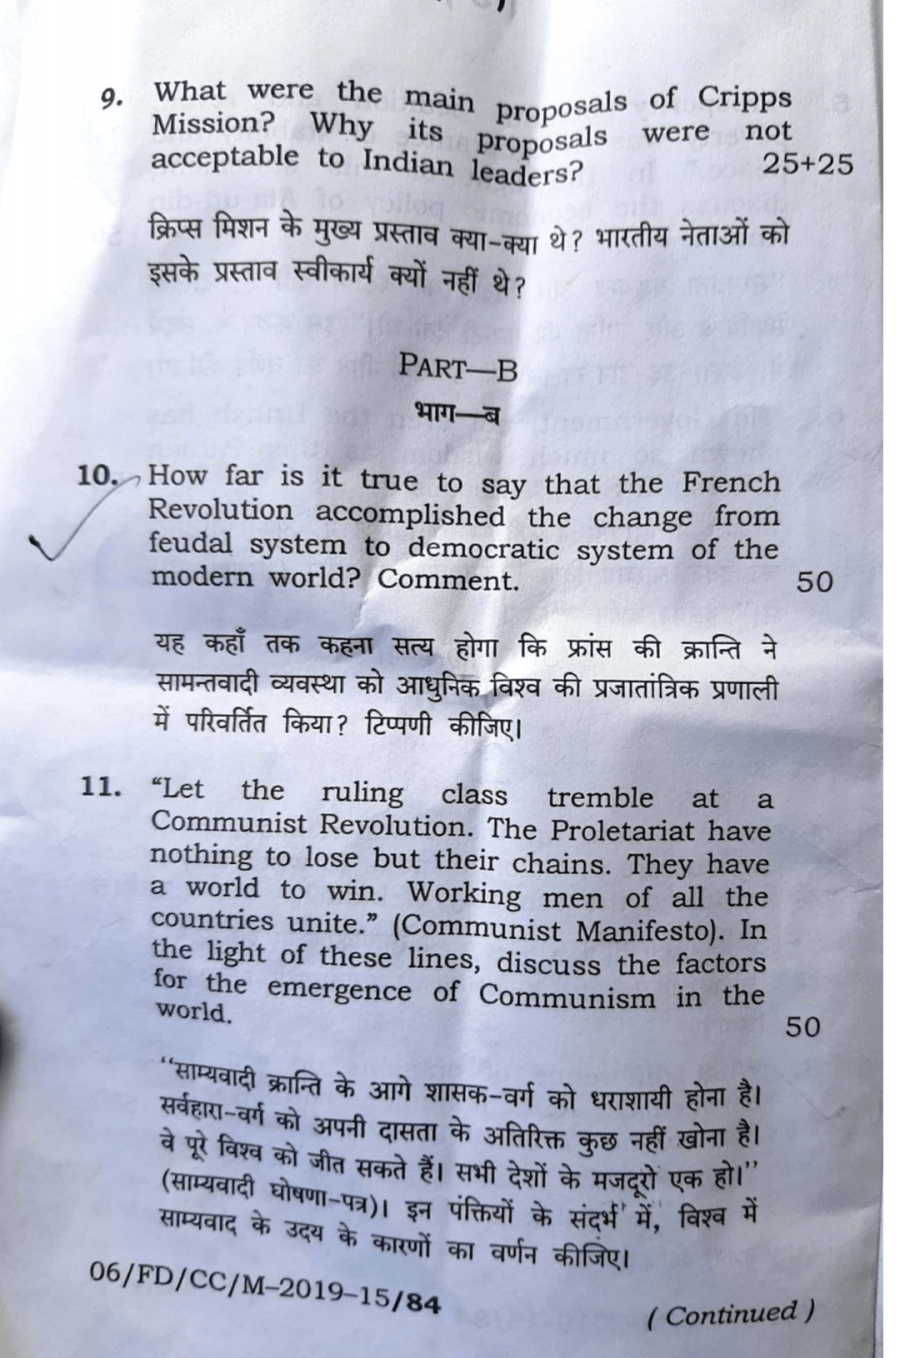 9. What were the main proposals of Cripps
Mission? Why its proposals were not
acceptable to Indian leaders? 25+25
क्रिप्स मिशन के मुख्य प्रस्ताव क्या-क्या थे? भारतीय नेताओं को
इसके प्रस्ताव स्वीकार्य क्यों नहीं थे?
PART—B
भाग—ब
10. How far is it true to say that the French
Revolution accomplished the change from
feudal system to democratic system of the
modern world? Comment. 50
यह कहाँ तक कहना सत्य होगा कि फ्रांस की क्रान्ति ने
सामन्तवादी व्यवस्था को आधुनिक विश्व की प्रजातांत्रिक प्रणाली
में परिवर्तित किया? टिप्पणी कीजिए।
11. “Let the ruling class tremble at a
Communist Revolution. The Proletariat have
nothing to lose but their chains. They have
a world to win. Working men of all the
countries unite.” (Communist Manifesto). In
the light of these lines, discuss the factors
for the emergence of Communism in the
world. 50
“साम्यवादी क्रान्ति के आगे शासक-वर्ग को धराशायी होना है।
सर्वहारा-वर्ग को अपनी दासता के अतिरिक्त कुछ नहीं खोना है।
वे पूरे विश्व को जीत सकते हैं। सभी देशों के मजदूरों एक हो।”
(साम्यवादी घोषणा-पत्र)। इन पंक्तियों के संदर्भ में, विश्व में
साम्यवाद के उदय के कारणों का वर्णन कीजिए।
06/FD/CC/M-2019-15/84
( Continued )